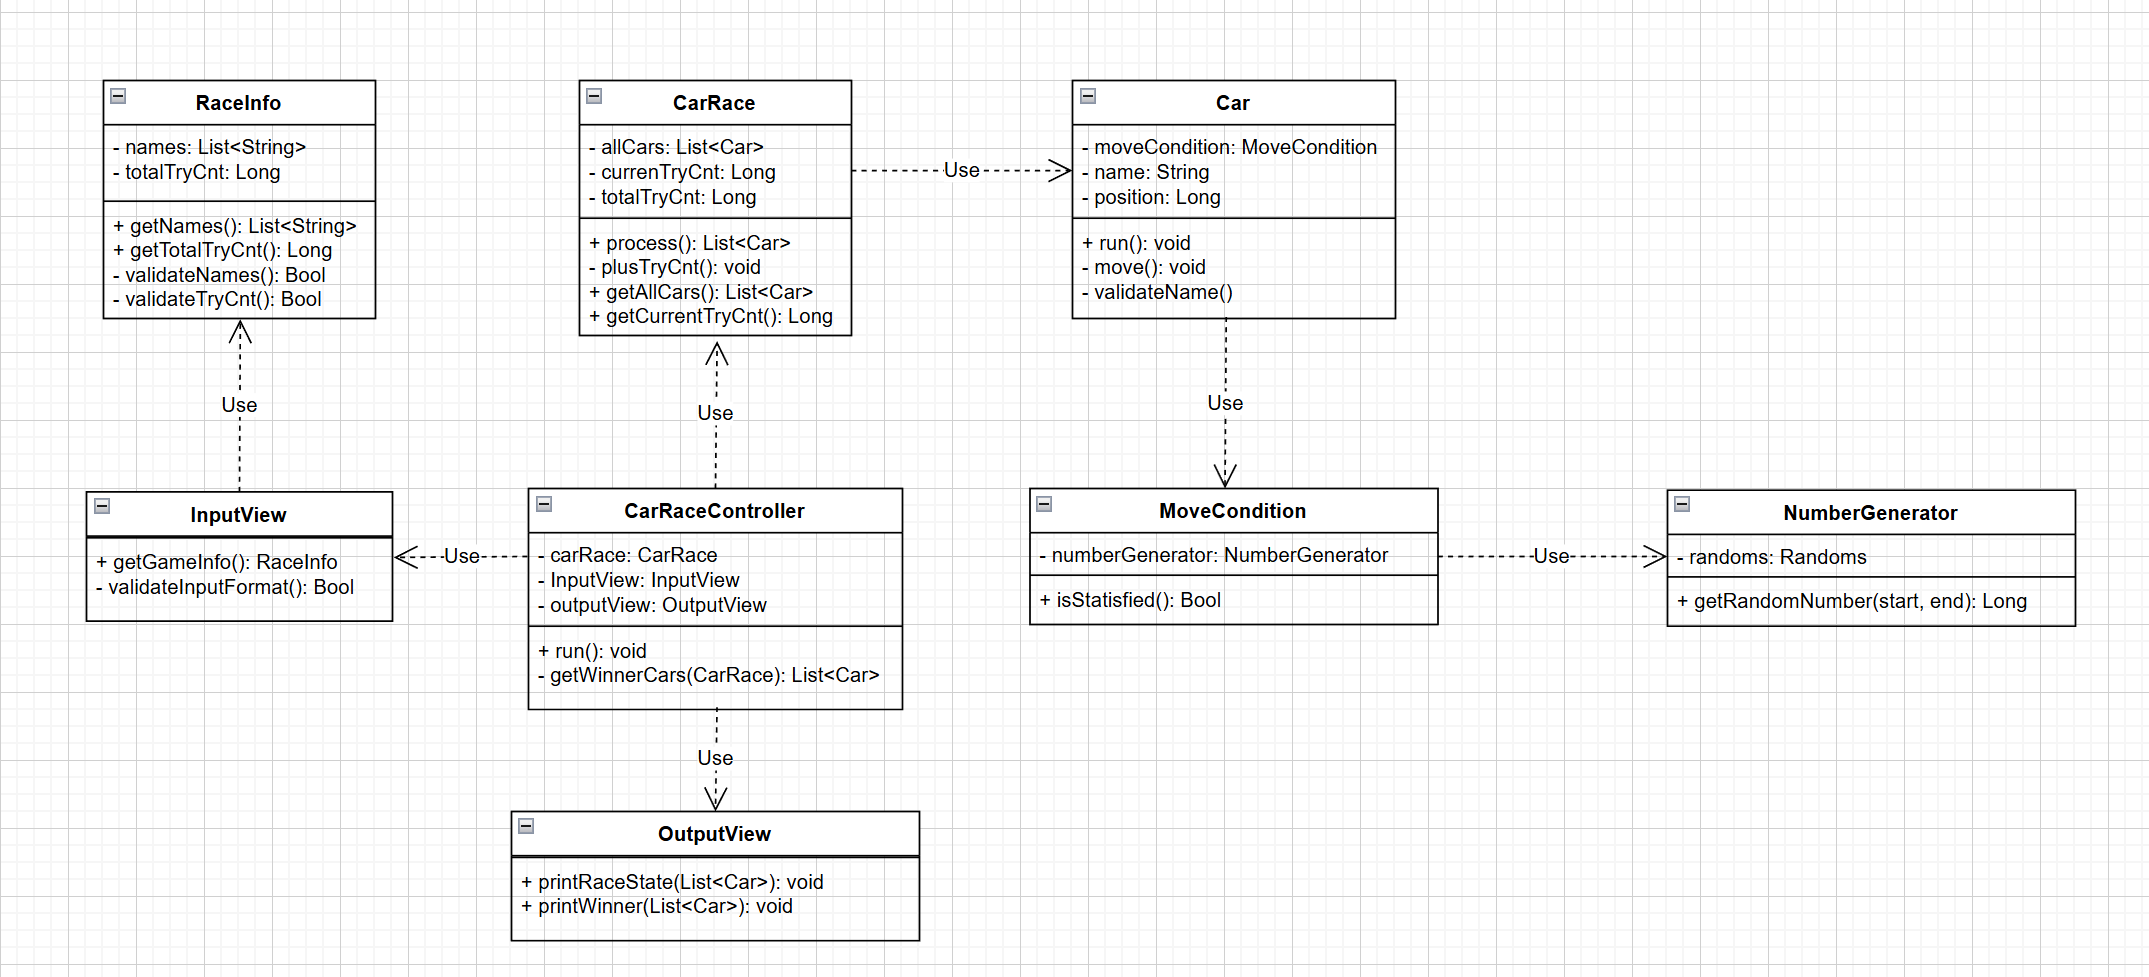 RaceInfo
- names: List<String>
- totalTryCnt: Long
+ getNames(): List<String>
+ getTotalTryCnt(): Long
- validateNames(): Bool
- validateTryCnt(): Bool
CarRace
- allCars: List<Car>
- currenTryCnt: Long
- totalTryCnt: Long
+ process(): List<Car>
- plusTryCnt(): void
+ getAllCars(): List<Car>
+ getCurrentTryCnt(): Long
Use
Car
- moveCondition: MoveCondition
- name: String
- position: Long
+ run(): void
- move(): void
- validateName()
Use
Use
Use
InputView
+ getGameInfo(): RaceInfo
- validateInputFormat(): Bool
Use
CarRaceController
- carRace: CarRace
- InputView: InputView
- outputView: OutputView
+ run(): void
- getWinnerCars(CarRace): List<Car>
MoveCondition
- numberGenerator: NumberGenerator
+ isStatisfied(): Bool
Use
NumberGenerator
- randoms: Randoms
+ getRandomNumber(start, end): Long
Use
OutputView
+ printRaceState(List<Car>): void
+ printWinner(List<Car>): void